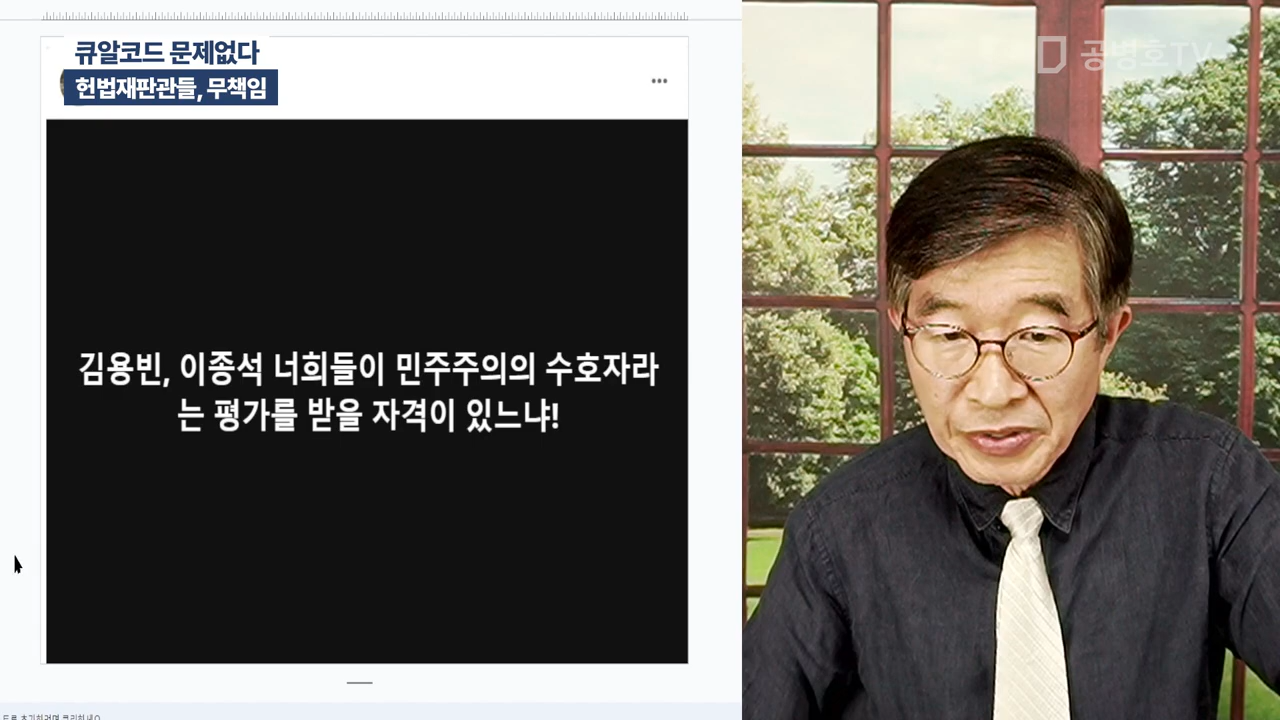 큐알코드 문제없다
헌법재판관들, 무책임
공병호TV
김용빈, 이종석 너희들이 민주주의의 수호자라
는 평가를 받을 자격이 있느냐!